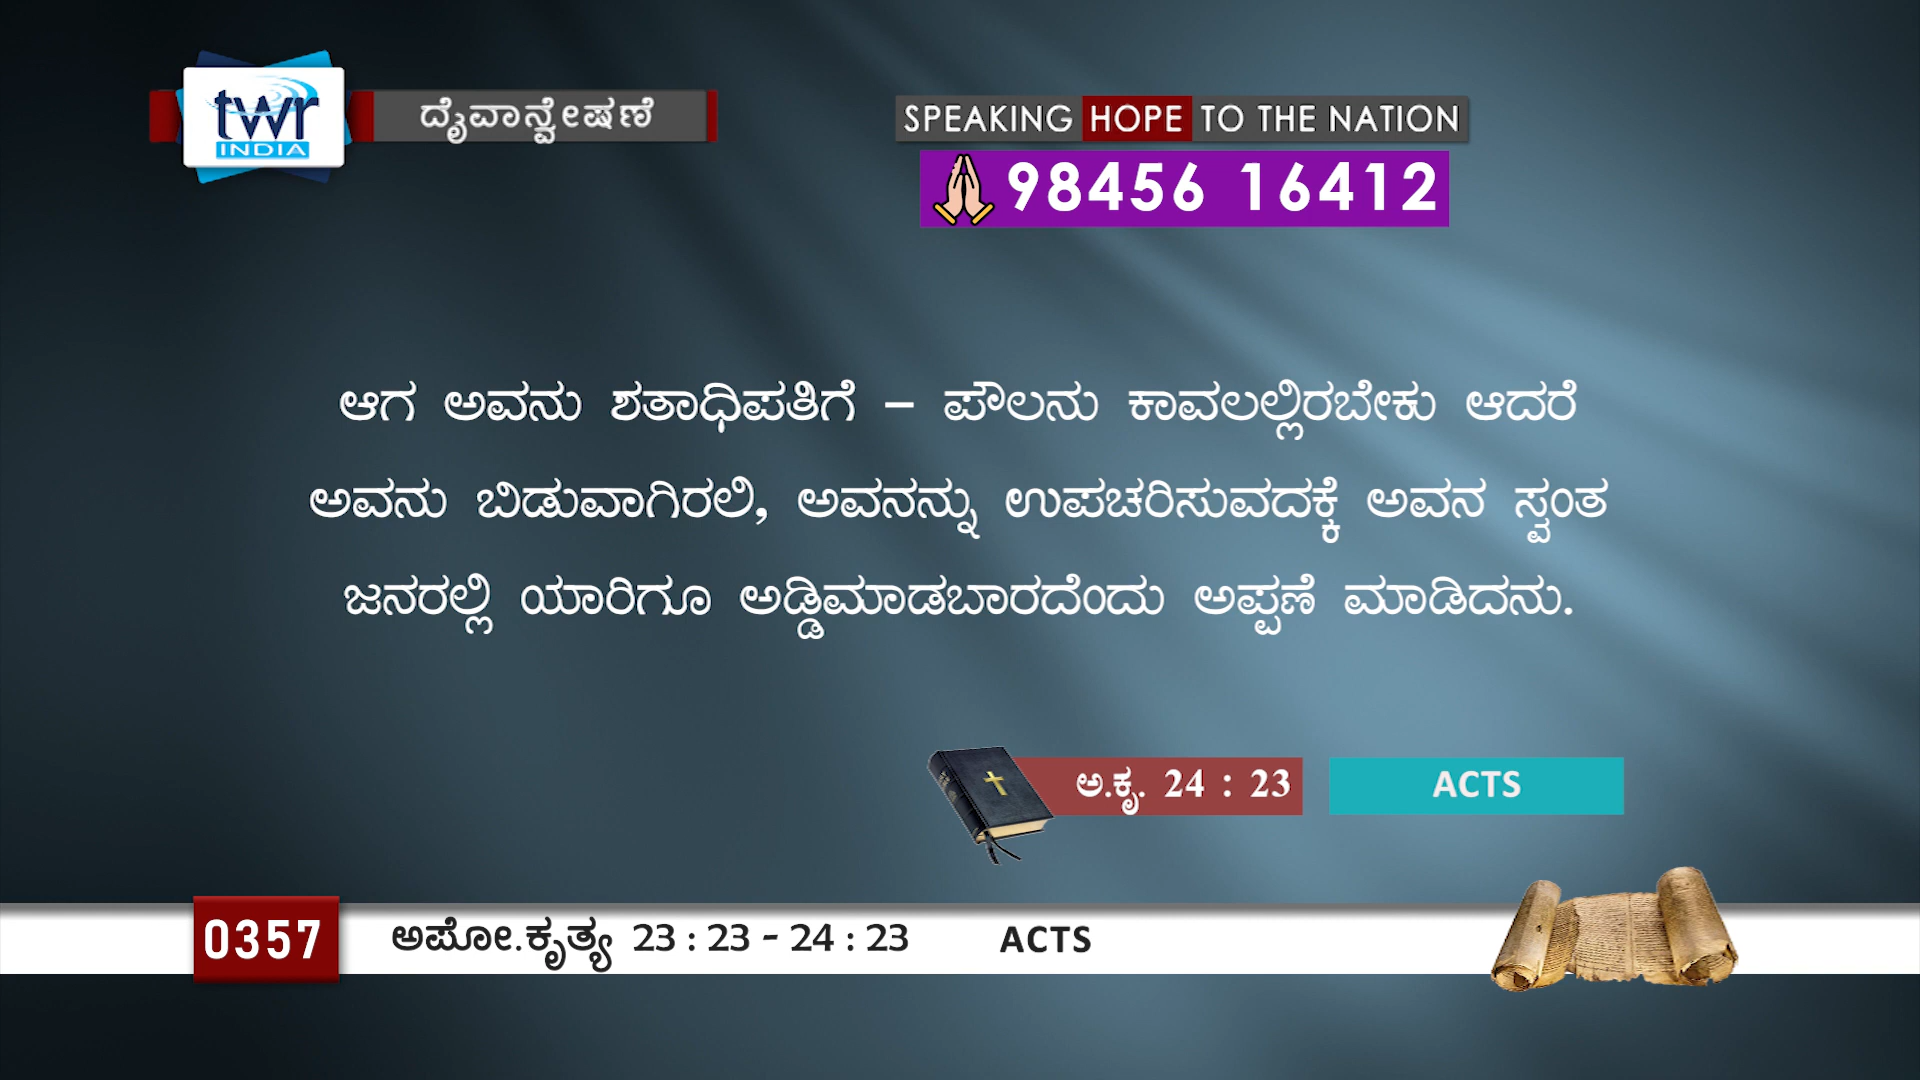 twr
INDIA
ದೈವಾನ್ವೇಷಣೆ
SPEAKING HOPE TO THE NATION
98456 16412
ಆಗ ಅವನು ಶತಾಧಿಪತಿಗೆ – ಪೌಲನು ಕಾವಲಲ್ಲಿರಬೇಕು ಆದರೆ
ಅವನು ಬಿಡುವಾಗಿರಲಿ, ಅವನನ್ನು ಉಪಚರಿಸುವದಕ್ಕೆ ಅವನ ಸ್ವಂತ
ಜನರಲ್ಲಿ ಯಾರಿಗೂ ಅಡ್ಡಿಮಾಡಬಾರದೆಂದು ಅಪ್ಪಣೆ ಮಾಡಿದನು.
ಅ.ಕೃ. 24 : 23 ACTS
0357 ಅಪೋ.ಕೃತ್ಯ 23 : 23 - 24 : 23 ACTS